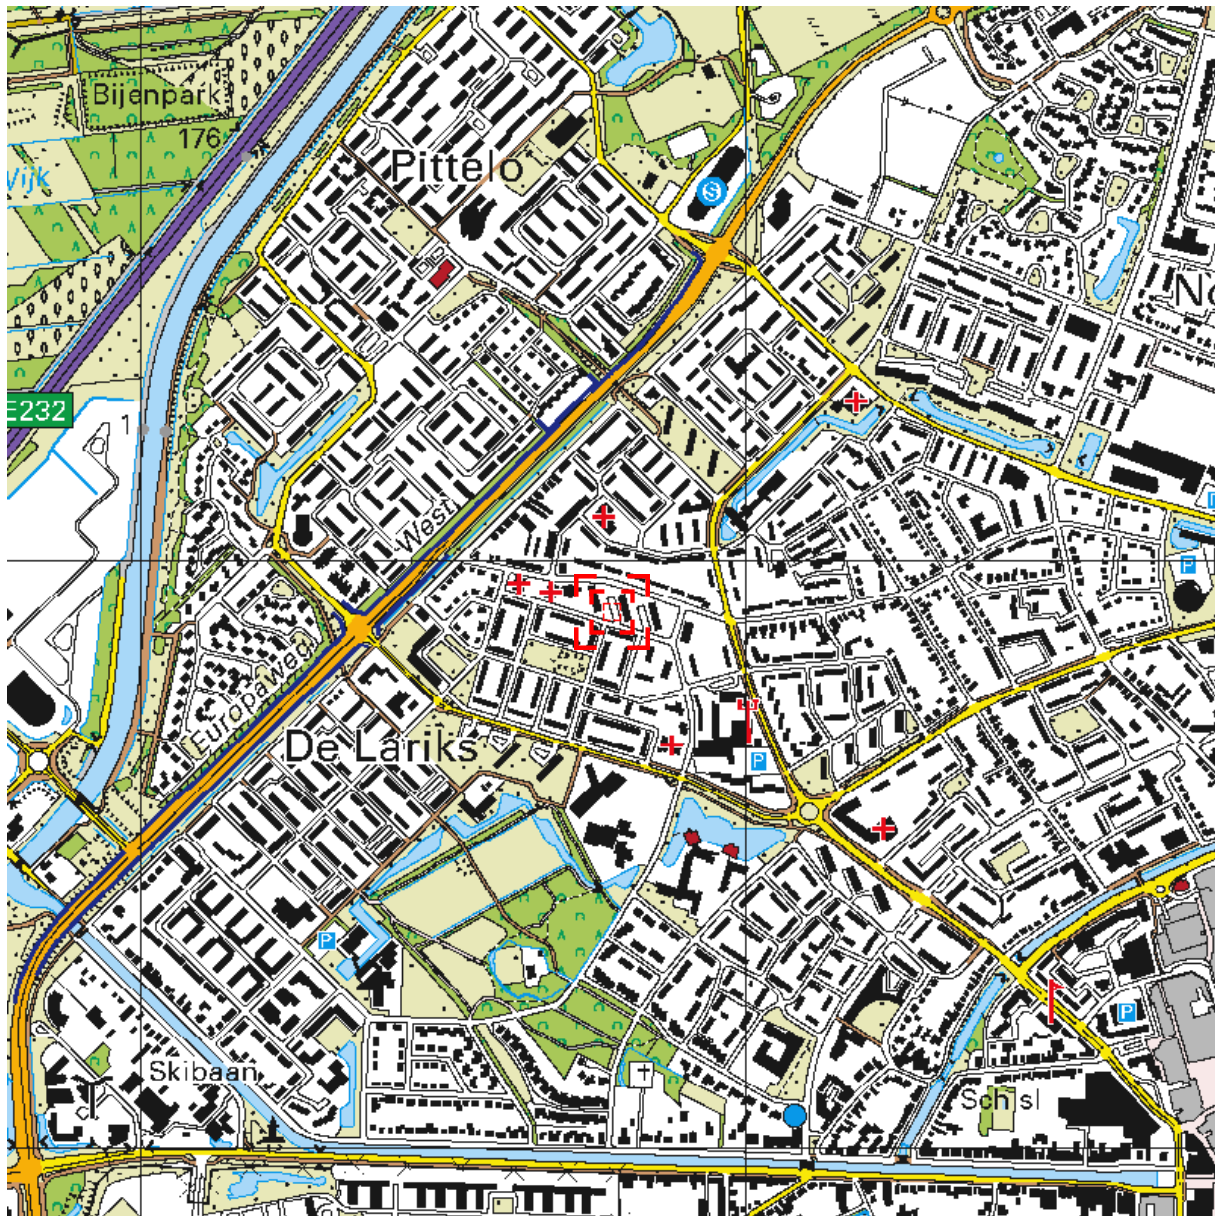 Bijenpark
176
Wijk
Pittelo
S
No
E232
1
West
P
Europaweg
De Lariks
P
P
P
Skibaan
Sch sl